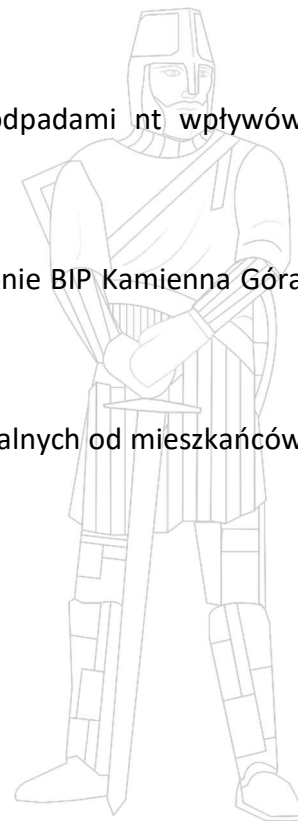 odpadami nt wpływów
nie BIP Kamienna Góra
alnych od mieszkańców